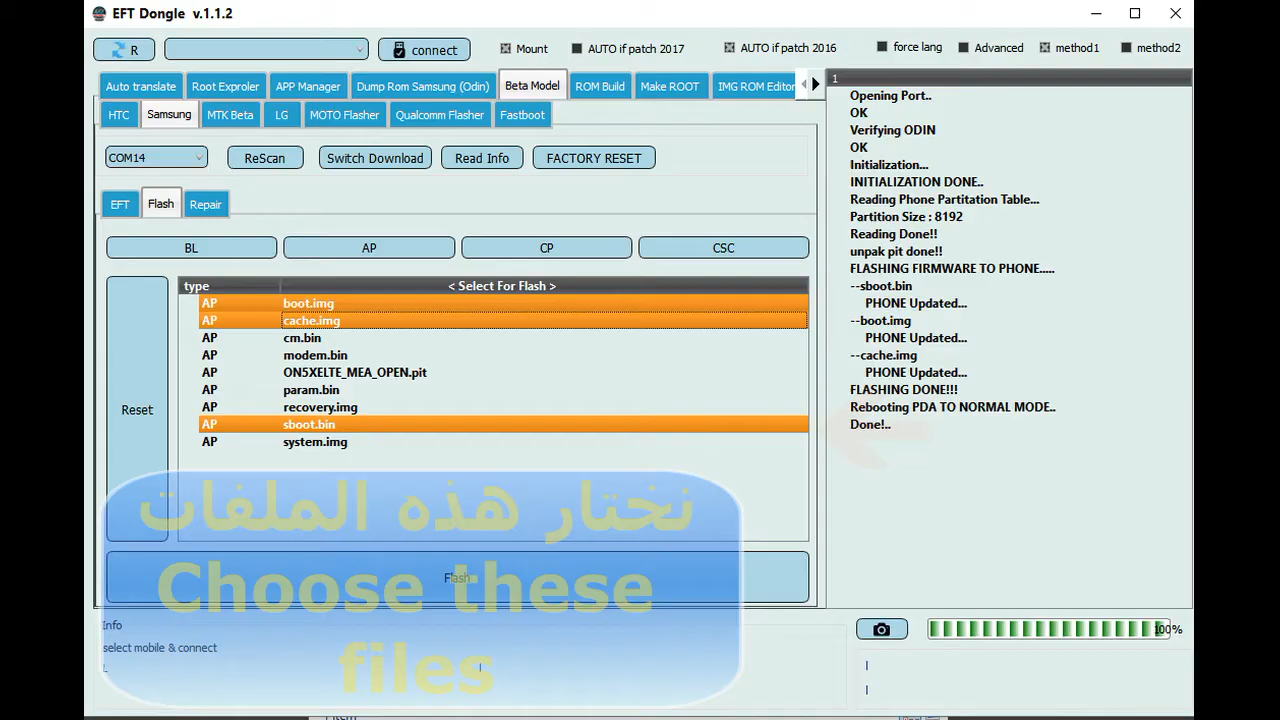 EFT Dongle v.1.1.2
R
connect
Mount
AUTO if patch 2017
AUTO if patch 2016
force lang
Advanced
method1
method2
Auto translate
Root Exproler
APP Manager
Dump Rom Samsung (Odin)
Beta Model
ROM Build
Make ROOT
IMG ROM Editor
HTC
Samsung
MTK Beta
LG
MOTO Flasher
Qualcomm Flasher
Fastboot
COM14
ReScan
Switch Download
Read Info
FACTORY RESET
EFT
Flash
Repair
BL
AP
CP
CSC
Reset
type < Select For Flash >
AP boot.img
AP cache.img
AP cm.bin
AP modem.bin
AP ON5XELTE_MEA_OPEN.pit
AP param.bin
AP recovery.img
AP sboot.bin
AP system.img
نختار هذه الملفات
Choose these
files
Flash
Info
select mobile & connect
1
Opening Port..
OK
Verifying ODIN
OK
Initialization...
INITIALIZATION DONE..
Reading Phone Partitation Table...
Partition Size : 8192
Reading Done!!
unpak pit done!!
FLASHING FIRMWARE TO PHONE.....
--sboot.bin
PHONE Updated...
--boot.img
PHONE Updated...
--cache.img
PHONE Updated...
FLASHING DONE!!!
Rebooting PDA TO NORMAL MODE..
Done!..
100%